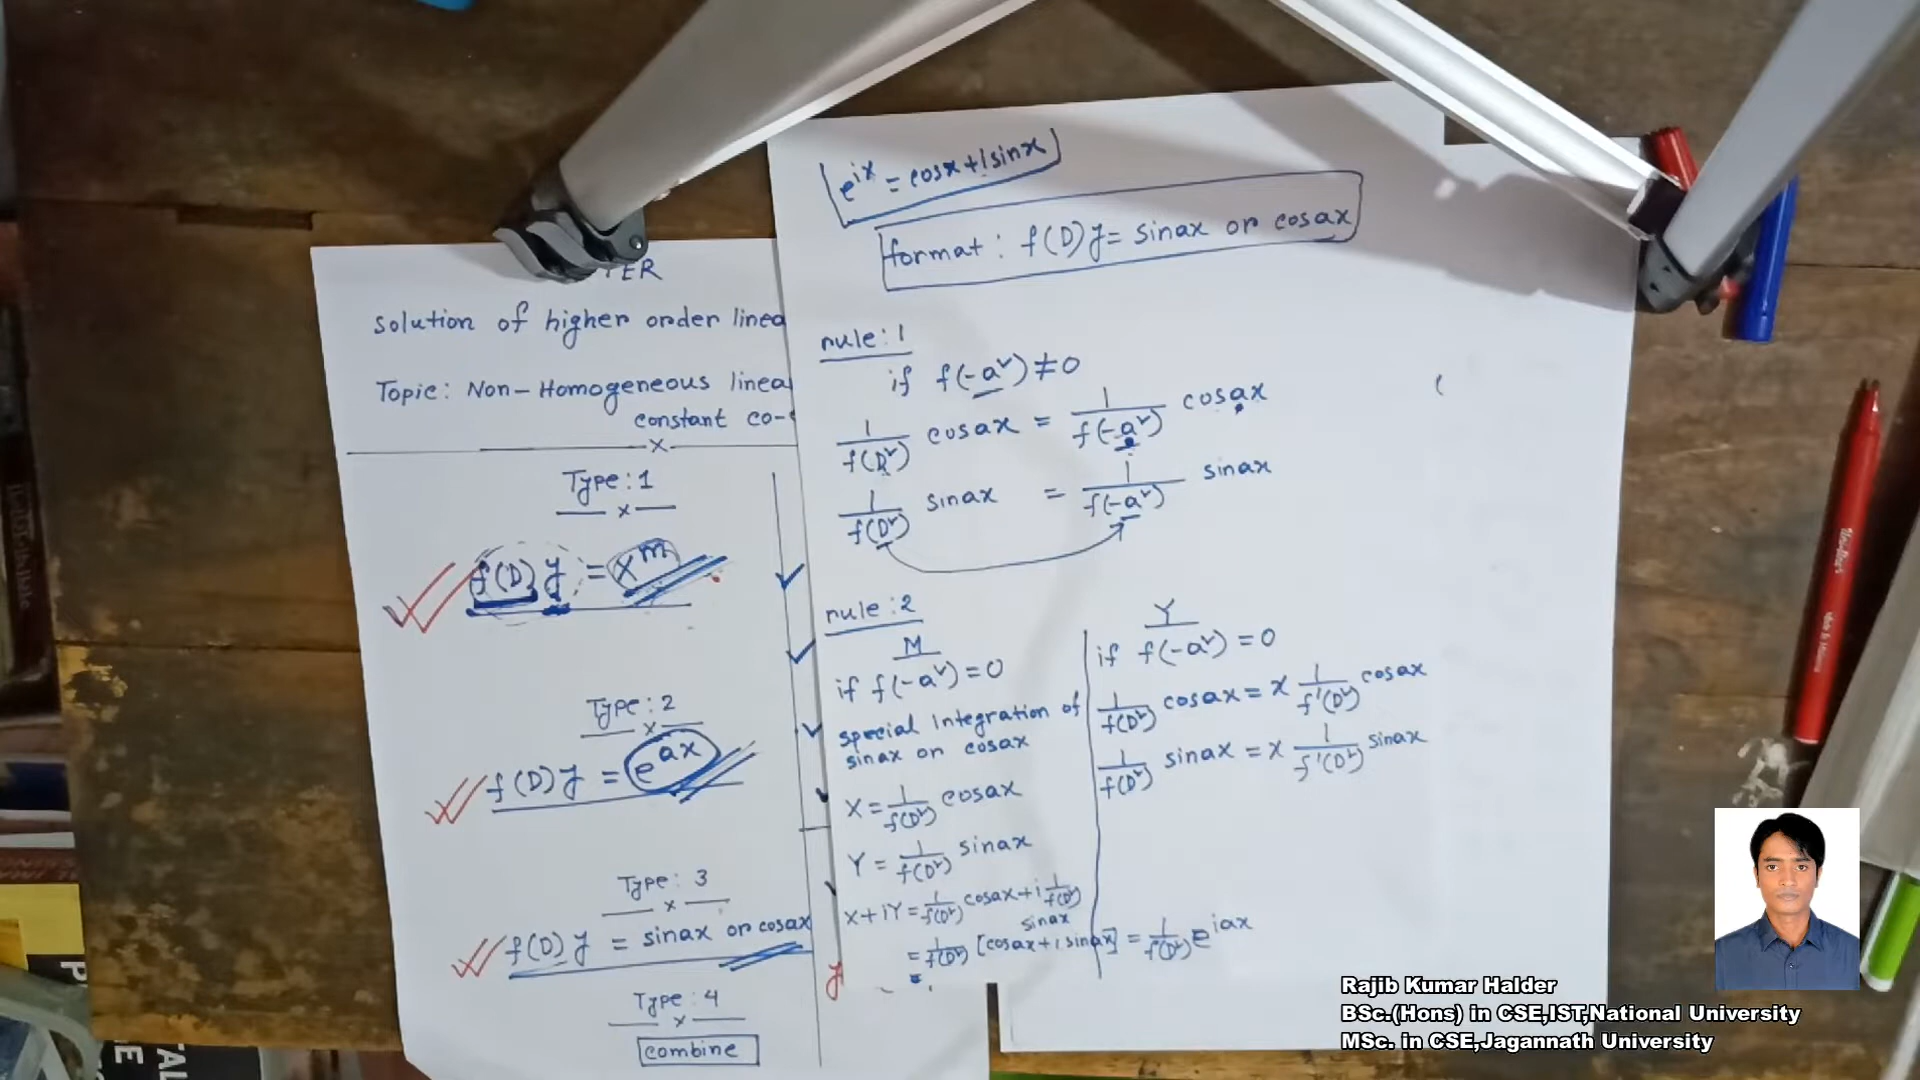 TER
solution of higher order linea
Topic: Non-Homogeneous linea
constant co-
x
Type:1
x
f(D)y = x^m
Type:2
x
f(D)y = e^ax
Type: 3
x
f(D)y = sinax or cosax
Type:4
x
combine
e^ix = cosx+isinx
format: f(D)y= sinax or cosax
rule:1
if f(-a²)≠0
1/f(D²) cosax = 1/f(-a²) cosax
1/f(D²) sinax = 1/f(-a²) sinax
rule:2
M
if f(-a²)=0
special integration of
sinax or cosax
X=1/f(D²) cosax
Y = 1/f(D²) sinax
X+iY=1/f(D²) cosax+i 1/f(D²)
sinax
=1/f(D²) [cosax+isinax] = 1/f(D²) e^iax
Y
if f(-a²)=0
1/f(D²) cosax = x 1/f'(D²) cosax
1/f(D²) sinax = x 1/f'(D²) sinax
y
Rajib Kumar Halder
BSc.(Hons) in CSE,IST,National University
MSc. in CSE,Jagannath University